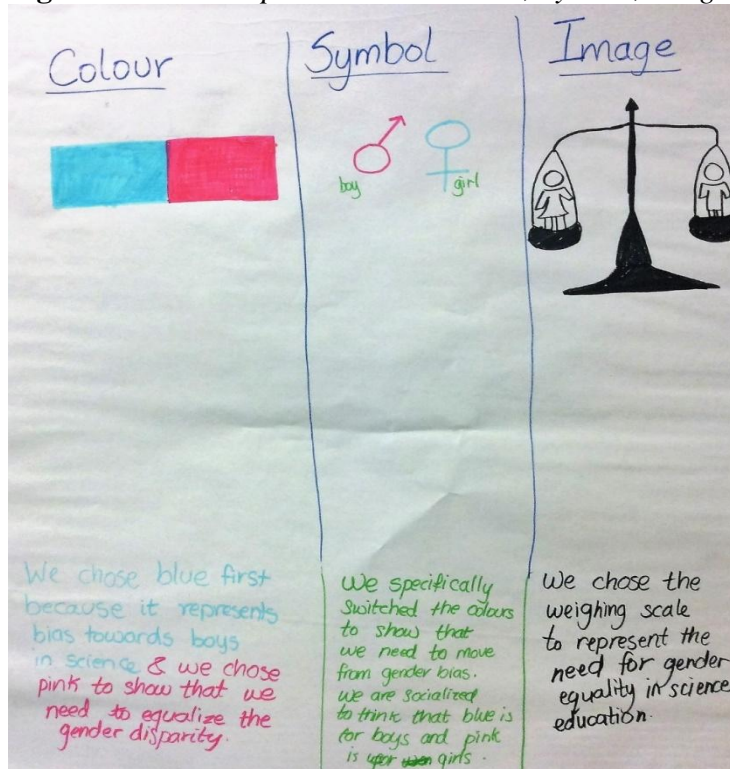 Colour
We chose blue first
because it represents
bias towards boys
in science & we chose
pink to show that we
need to equalize the
gender disparity.
Symbol
boy
girl
We specifically
switched the colours
to show that
we need to move
from gender bias.
we are socialized
to think that blue is
for boys and pink
is girls.
Image
We chose the
weighing scale
to represent the
need for gender
equality in science
education.